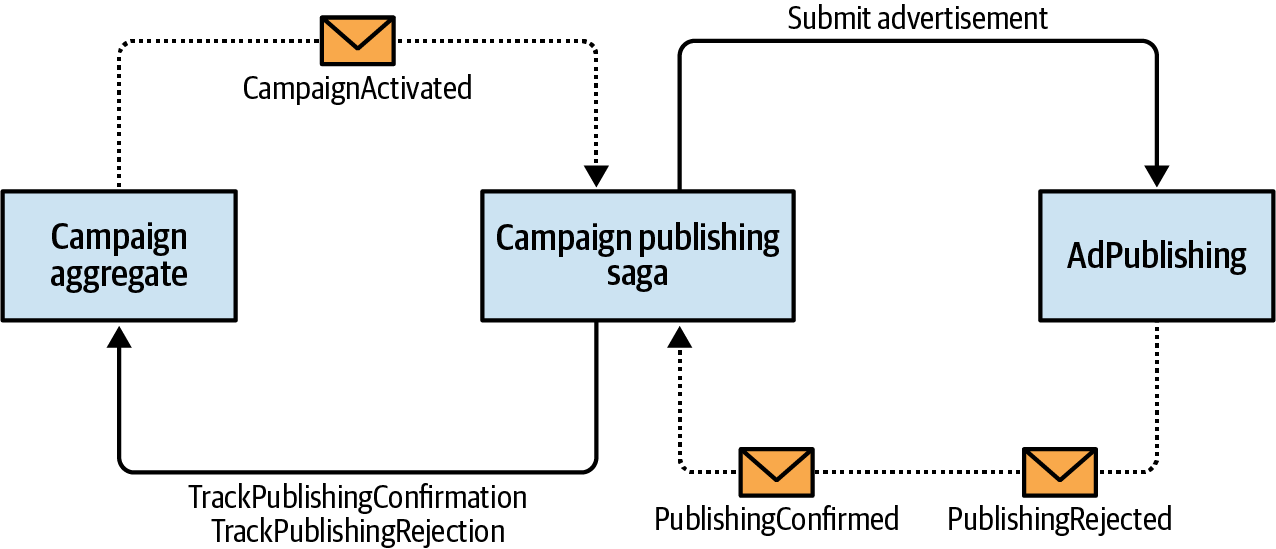 Submit advertisement
CampaignActivated
Campaign
aggregate
Campaign publishing
saga
AdPublishing
TrackPublishingConfirmation
TrackPublishingRejection
PublishingConfirmed
PublishingRejected